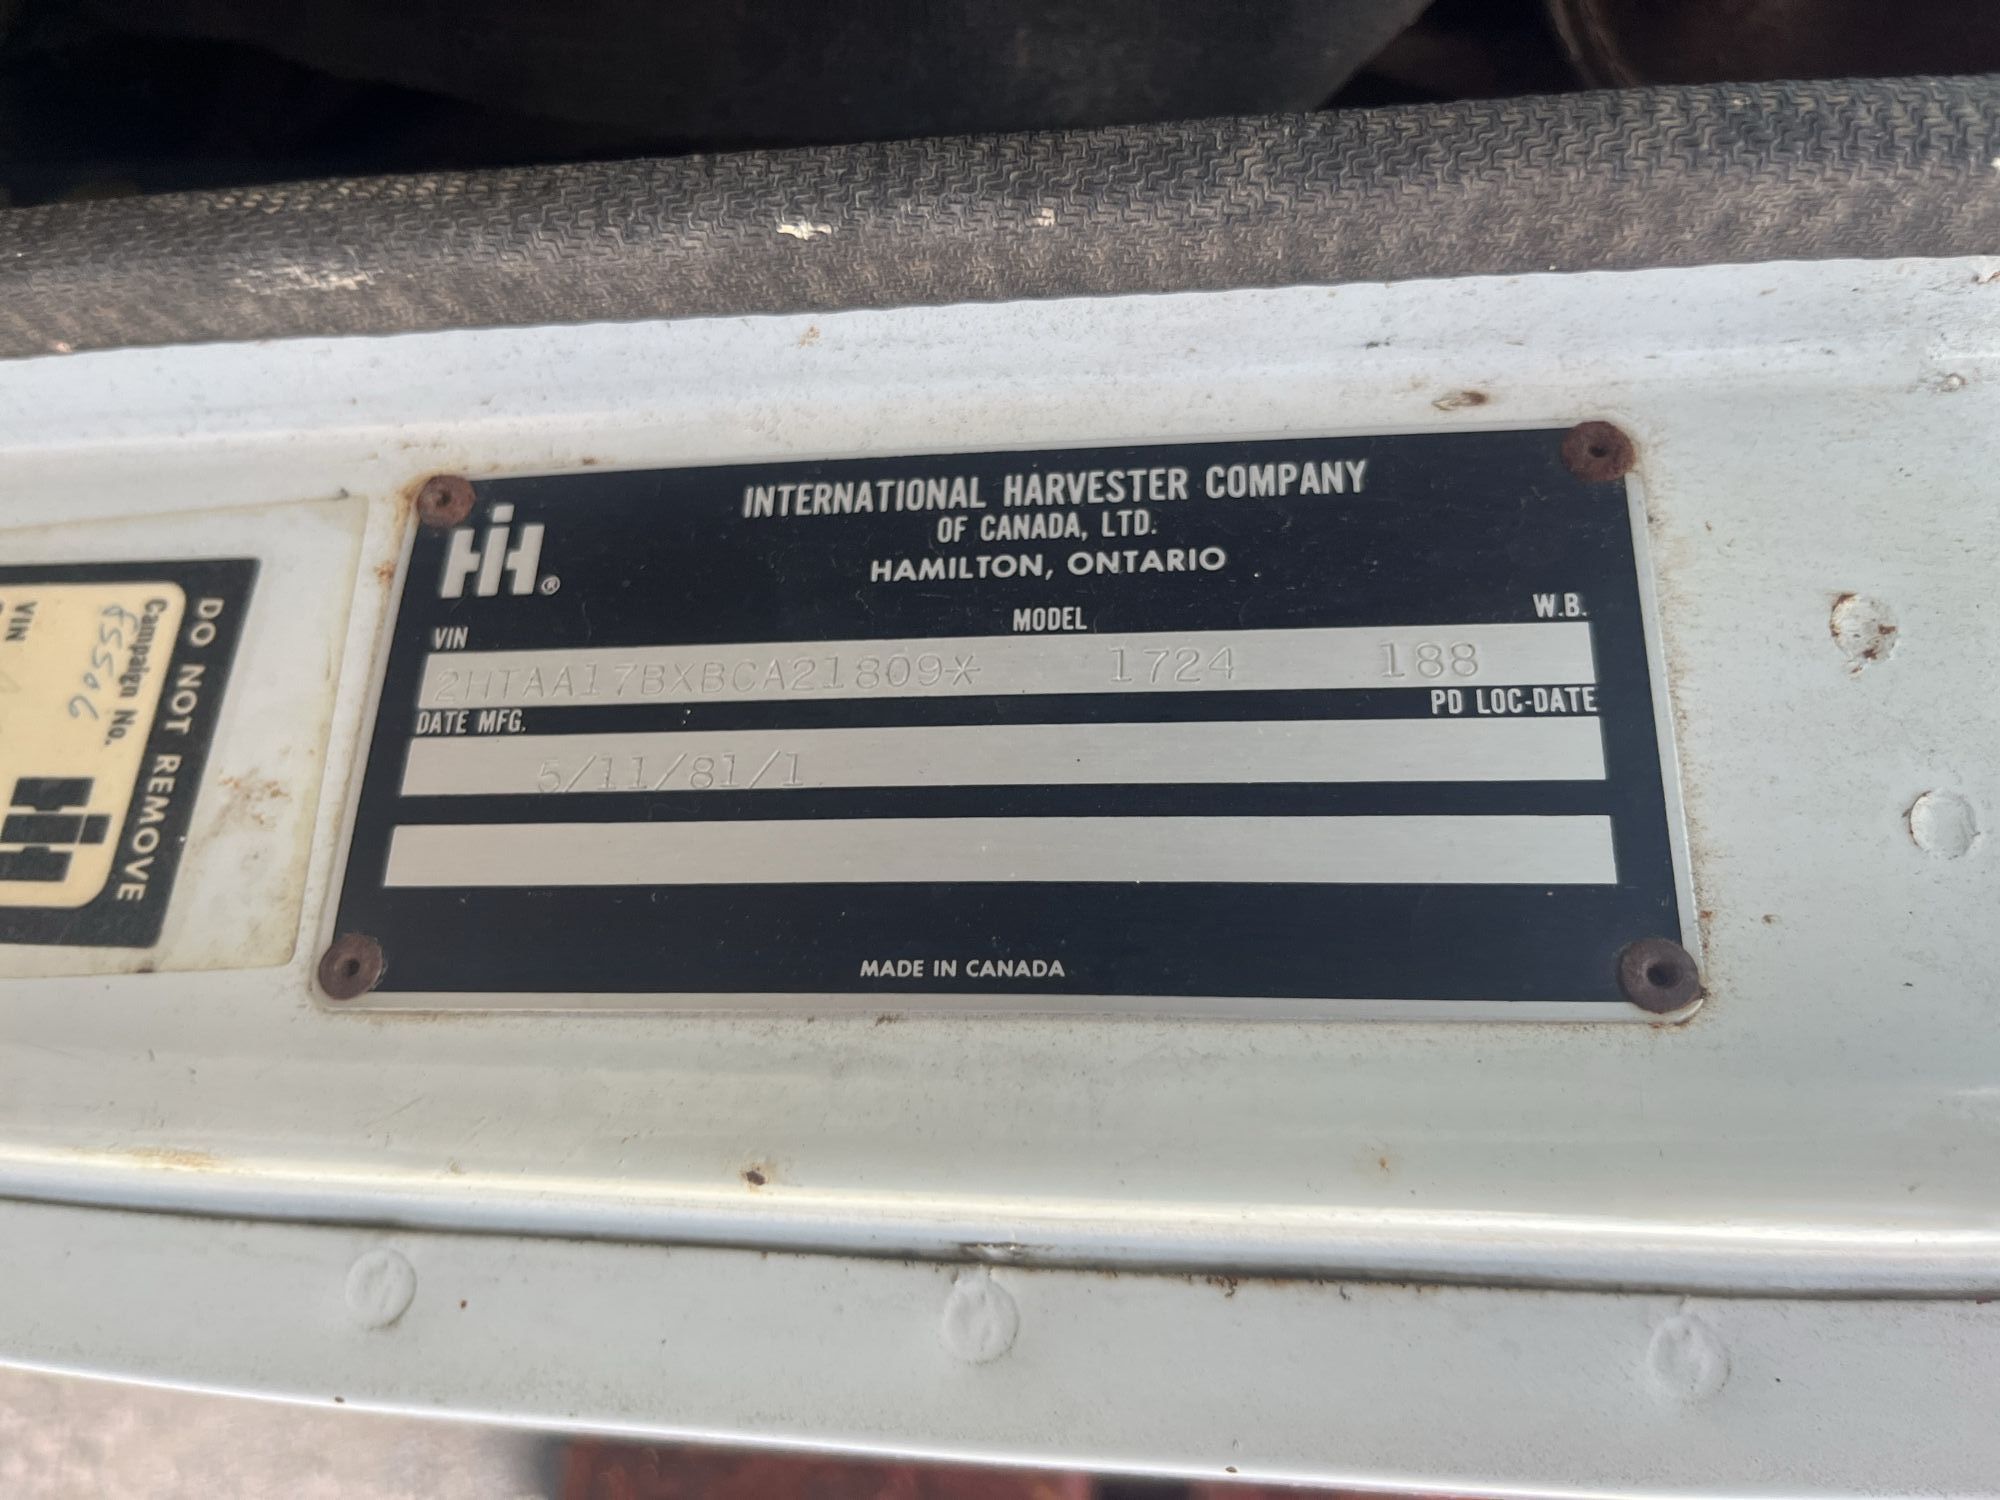 INTERNATIONAL HARVESTER COMPANY
OF CANADA, LTD.
HAMILTON, ONTARIO
IH®
VIN MODEL W.B.
2HTAA17BXBCA21809* 1724 188
DATE MFG. PD LOC-DATE
5/11/81/1
MADE IN CANADA
DO NOT REMOVE
Campaign No.
VIN